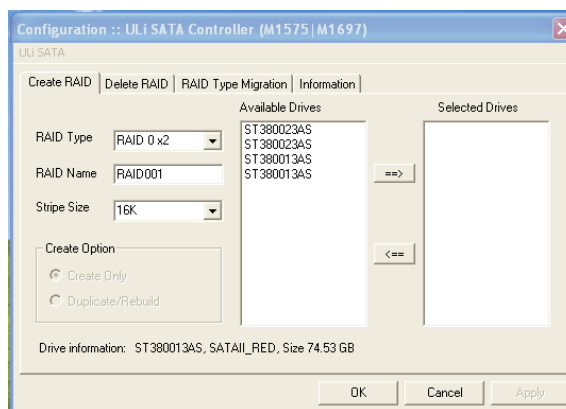 Configuration :: ULi SATA Controller (M1575|M1697)
ULi SATA
Create RAID Delete RAID RAID Type Migration Information
Available Drives Selected Drives
RAID Type RAID 0 x2
RAID Name RAID001
Stripe Size 16K
ST380023AS
ST380023AS
ST380013AS
ST380013AS
==>
<==
Create Option
Create Only
Duplicate/Rebuild
Drive information: ST380013AS, SATAII_RED, Size 74.53 GB
OK Cancel Apply